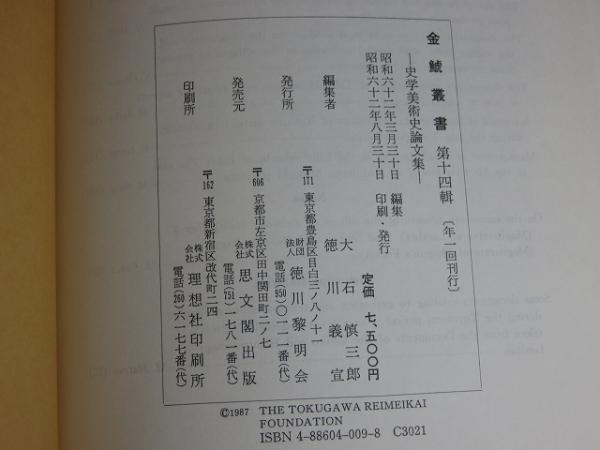 金鯱叢書 第十四輯 〔年一回刊行〕
―史学美術史論文集―
昭和六十二年三月三十日 編集
昭和六十二年八月三十日 印刷・発行
定価 七、五〇〇円
編集者 大石慎三郎
徳川義宣
〒171 東京都豊島区目白三ノ八ノ十一
発行所 財団法人 徳川黎明会
電話(950)〇一一一番(代)
〒606 京都市左京区田中関田町二ノ七
発売元 株式会社 思文閣出版
電話(751)一七八一番(代)
〒162 東京都新宿区改代町二四
印刷所 株式会社 理想社印刷所
電話(260)六一七七番(代)
©1987 THE TOKUGAWA REIMEIKAI
FOUNDATION
ISBN 4-88604-009-8 C3021